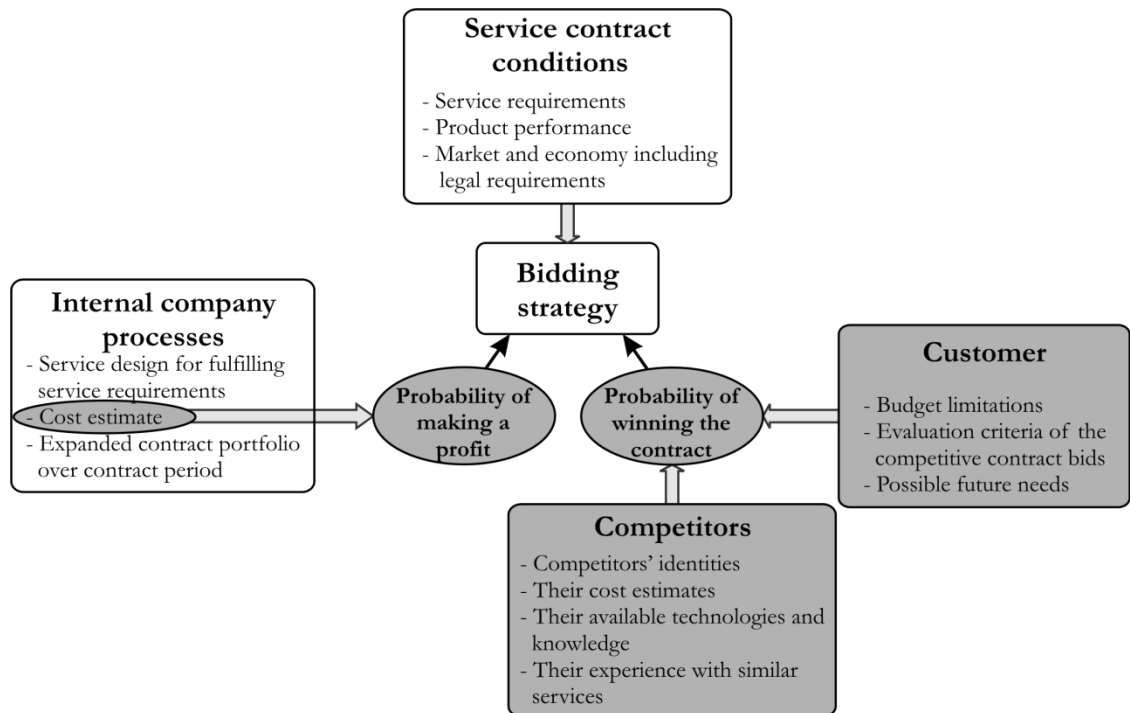 Service contract
conditions
- Service requirements
- Product performance
- Market and economy including
legal requirements
Bidding
strategy
Internal company
processes
- Service design for fulfilling
service requirements
- Cost estimate
- Expanded contract portfolio
over contract period
Probability of
making a
profit
Probability of
winning the
contract
Customer
- Budget limitations
- Evaluation criteria of the
competitive contract bids
- Possible future needs
Competitors
- Competitors’ identities
- Their cost estimates
- Their available technologies and
knowledge
- Their experience with similar
services